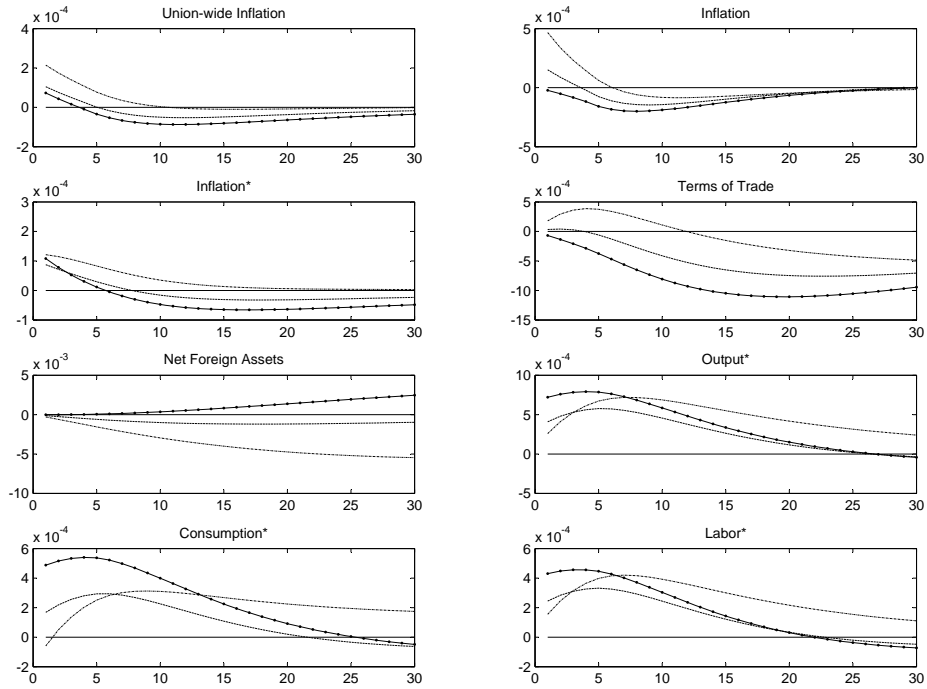 Union-wide Inflation
x 10^-4
4
2
0
-2
0 5 10 15 20 25 30
Inflation
x 10^-4
5
0
-5
0 5 10 15 20 25 30
Inflation*
x 10^-4
3
2
1
0
-1
0 5 10 15 20 25 30
Terms of Trade
x 10^-4
5
0
-5
-10
-15
0 5 10 15 20 25 30
Net Foreign Assets
x 10^-3
5
0
-5
-10
0 5 10 15 20 25 30
Output*
x 10^-4
10
5
0
-5
0 5 10 15 20 25 30
Consumption*
x 10^-4
6
4
2
0
-2
0 5 10 15 20 25 30
Labor*
x 10^-4
6
4
2
0
-2
0 5 10 15 20 25 30